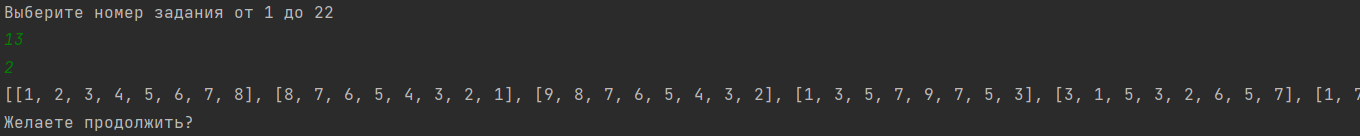 Выберите номер задания от 1 до 22
13
2
[[1, 2, 3, 4, 5, 6, 7, 8], [8, 7, 6, 5, 4, 3, 2, 1], [9, 8, 7, 6, 5, 4, 3, 2], [1, 3, 5, 7, 9, 7, 5, 3], [3, 1, 5, 3, 2, 6, 5, 7], [1, 7
Желаете продолжить?